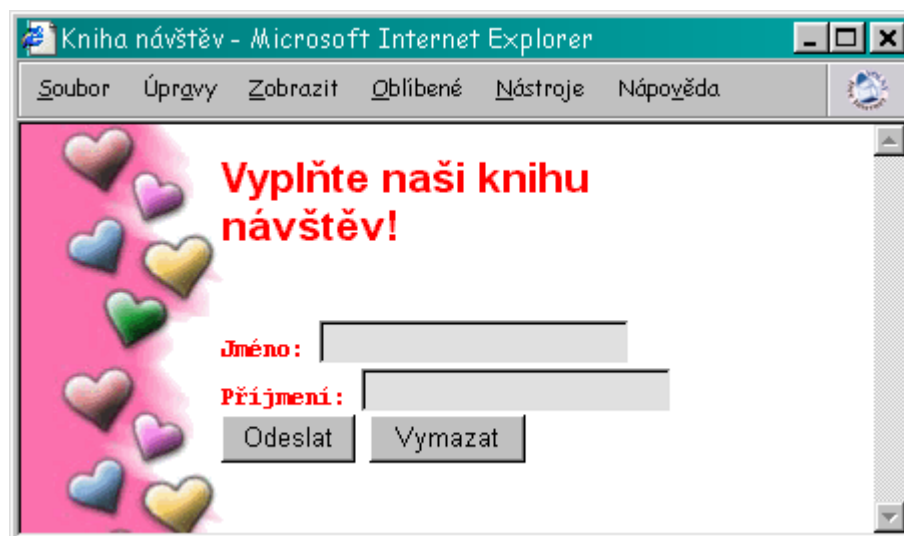 Kniha návštěv - Microsoft Internet Explorer
Soubor Úpravy Zobrazit Oblíbené Nástroje Nápověda
Vyplňte naši knihu
návštěv!
Jméno:
Příjmení:
Odeslat Vymazat